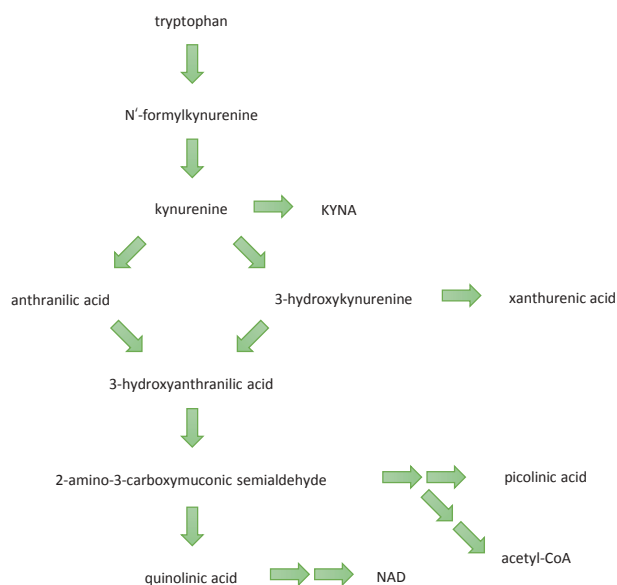 tryptophan
N′-formylkynurenine
kynurenine
KYNA
anthranilic acid
3-hydroxykynurenine
xanthurenic acid
3-hydroxyanthranilic acid
2-amino-3-carboxymuconic semialdehyde
picolinic acid
acetyl-CoA
quinolinic acid
NAD